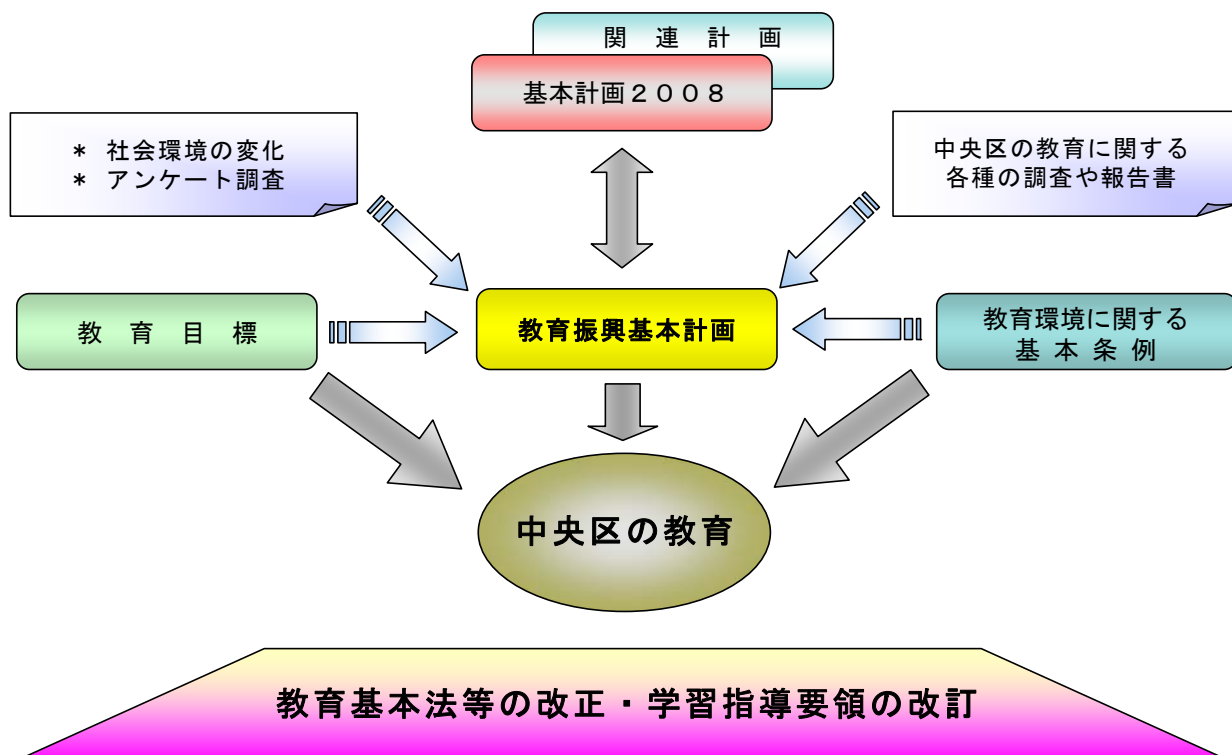 関連計画
基本計画２００８
＊ 社会環境の変化
＊ アンケート調査
中央区の教育に関する
各種の調査や報告書
教育目標
教育振興基本計画
教育環境に関する
基本条例
中央区の教育
教育基本法等の改正・学習指導要領の改訂